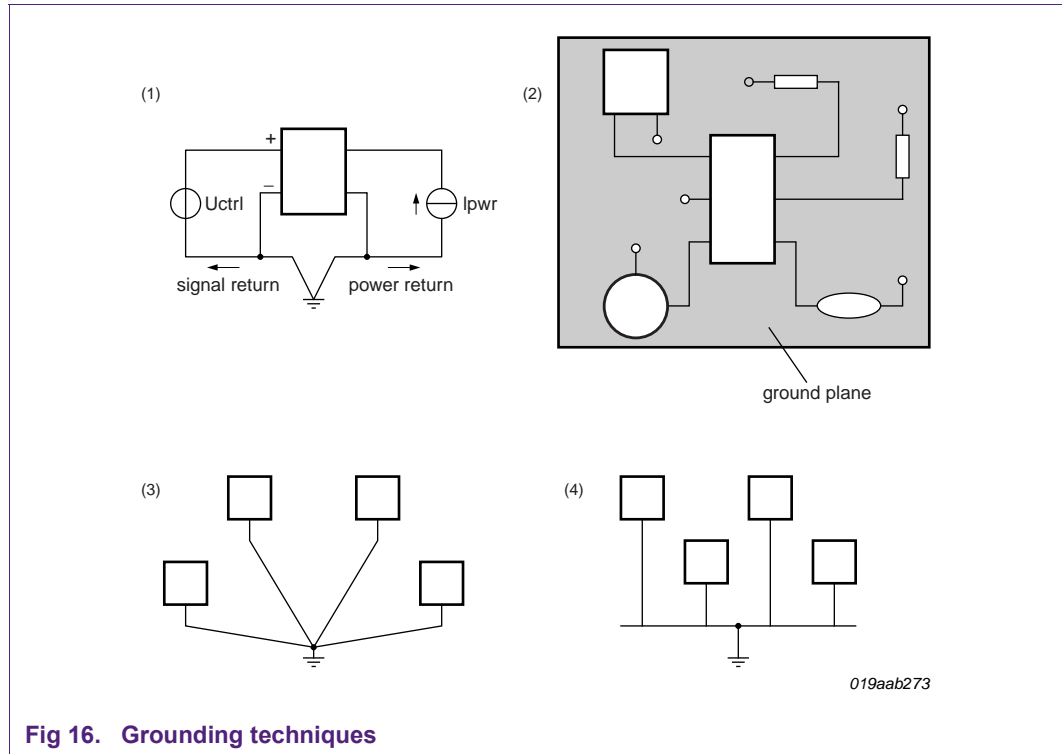 (1)
(2)
+
−
Uctrl
Ipwr
signal return
power return
ground plane
(3)
(4)
019aab273
Fig 16. Grounding techniques